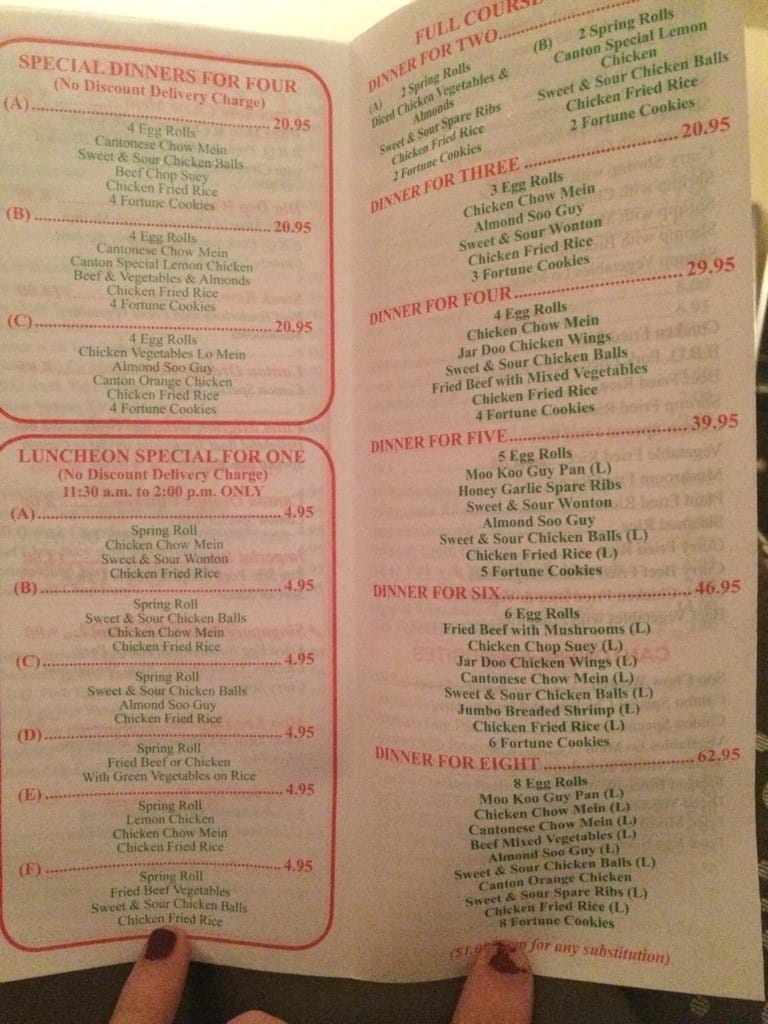 SPECIAL DINNERS FOR FOUR
(No Discount Delivery Charge)
(A)........ 20.95
4 Egg Rolls
Cantonese Chow Mein
Sweet & Sour Chicken Balls
Beef Chop Suey
Chicken Fried Rice
4 Fortune Cookies
(B)........ 20.95
4 Egg Rolls
Cantonese Chow Mein
Canton Special Lemon Chicken
Beef & Vegetables & Almonds
Chicken Fried Rice
4 Fortune Cookies
(C)........ 20.95
4 Egg Rolls
Chicken Vegetables Lo Mein
Almond Soo Guy
Canton Orange Chicken
Chicken Fried Rice
4 Fortune Cookies
LUNCHEON SPECIAL FOR ONE
(No Discount Delivery Charge)
11:30 a.m. to 2:00 p.m. ONLY
(A)........ 4.95
Spring Roll
Chicken Chow Mein
Sweet & Sour Wonton
Chicken Fried Rice
(B)........ 4.95
Spring Roll
Sweet & Sour Chicken Balls
Chicken Chow Mein
Chicken Fried Rice
(C)........ 4.95
Spring Roll
Sweet & Sour Chicken Balls
Almond Soo Guy
Chicken Fried Rice
(D)........ 4.95
Spring Roll
Fried Beef or Chicken
With Green Vegetables on Rice
(E)........ 4.95
Spring Roll
Lemon Chicken
Chicken Chow Mein
Chicken Fried Rice
(F)........ 4.95
Spring Roll
Fried Beef Vegetables
Sweet & Sour Chicken Balls
Chicken Fried Rice
FULL COURSE
DINNER FOR TWO........
(A) 2 Spring Rolls
Diced Chicken Vegetables &
Almonds
Sweet & Sour Spare Ribs
Chicken Fried Rice
2 Fortune Cookies
(B) 2 Spring Rolls
Canton Special Lemon
Chicken
Sweet & Sour Chicken Balls
Chicken Fried Rice
2 Fortune Cookies
DINNER FOR THREE........ 20.95
3 Egg Rolls
Chicken Chow Mein
Almond Soo Guy
Sweet & Sour Wonton
Chicken Fried Rice
3 Fortune Cookies
DINNER FOR FOUR........ 29.95
4 Egg Rolls
Chicken Chow Mein
Jar Doo Chicken Wings
Sweet & Sour Chicken Balls
Fried Beef with Mixed Vegetables
Chicken Fried Rice
4 Fortune Cookies
DINNER FOR FIVE........ 39.95
5 Egg Rolls
Moo Koo Guy Pan (L)
Honey Garlic Spare Ribs
Sweet & Sour Wonton
Almond Soo Guy
Sweet & Sour Chicken Balls (L)
Chicken Fried Rice (L)
5 Fortune Cookies
DINNER FOR SIX........ 46.95
6 Egg Rolls
Fried Beef with Mushrooms (L)
Chicken Chop Suey (L)
Jar Doo Chicken Wings (L)
Cantonese Chow Mein (L)
Sweet & Sour Chicken Balls (L)
Jumbo Breaded Shrimp (L)
Chicken Fried Rice (L)
6 Fortune Cookies
DINNER FOR EIGHT........ 62.95
8 Egg Rolls
Moo Koo Guy Pan (L)
Chicken Chow Mein (L)
Cantonese Chow Mein (L)
Beef Mixed Vegetables (L)
Almond Soo Guy (L)
Sweet & Sour Chicken Balls (L)
Canton Orange Chicken
Sweet & Sour Spare Ribs (L)
Chicken Fried Rice (L)
8 Fortune Cookies
for any substitution)